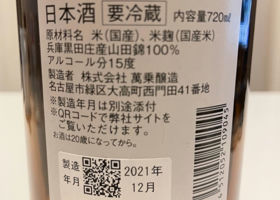 日本酒 要冷蔵 内容量720ml
原材料名 米(国産)、米麹(国産米)
兵庫県黒田庄産山田錦100%
アルコール分15度
製造者 株式会社 萬乗醸造
名古屋市緑区大高町西門田41番地
※製造年月は別途添付
※QRコードで弊社サイトを
ご覧いただけます。
お酒は20歳になってから。
製造年月 2021年12月
4512052109045